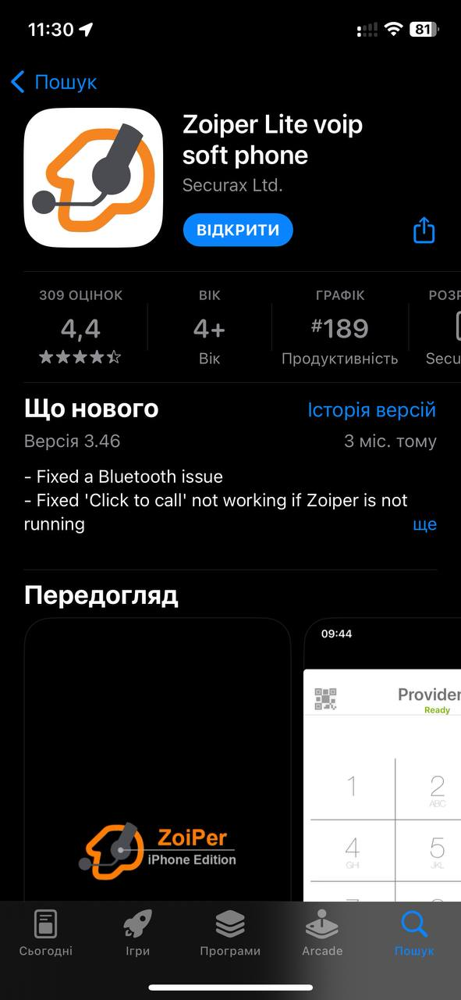 11:30
81
Пошук
Zoiper Lite voip
soft phone
Securax Ltd.
ВІДКРИТИ
309 ОЦІНОК
ВІК
ГРАФІК
4,4
4+
#189
Вік
Продуктивність
Що нового
Історія версій
Версія 3.46
3 міс. тому
- Fixed a Bluetooth issue
- Fixed 'Click to call' not working if Zoiper is not
running
ще
Передогляд
09:44
Ready
1
2
ABC
4
GHI
5
JKL
ZoiPer
iPhone Edition
Сьогодні
Ігри
Програми
Arcade
Пошук